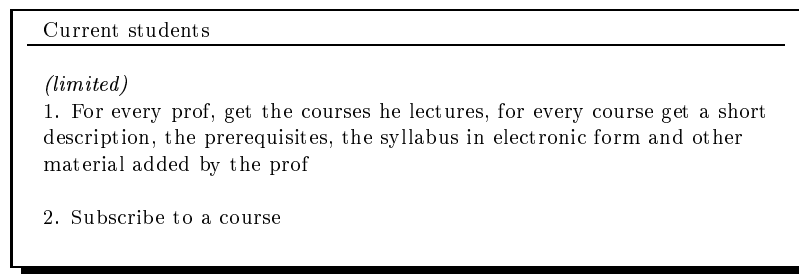 Current students
(limited)
1. For every prof, get the courses he lectures, for every course get a short
description, the prerequisites, the syllabus in electronic form and other
material added by the prof
2. Subscribe to a course